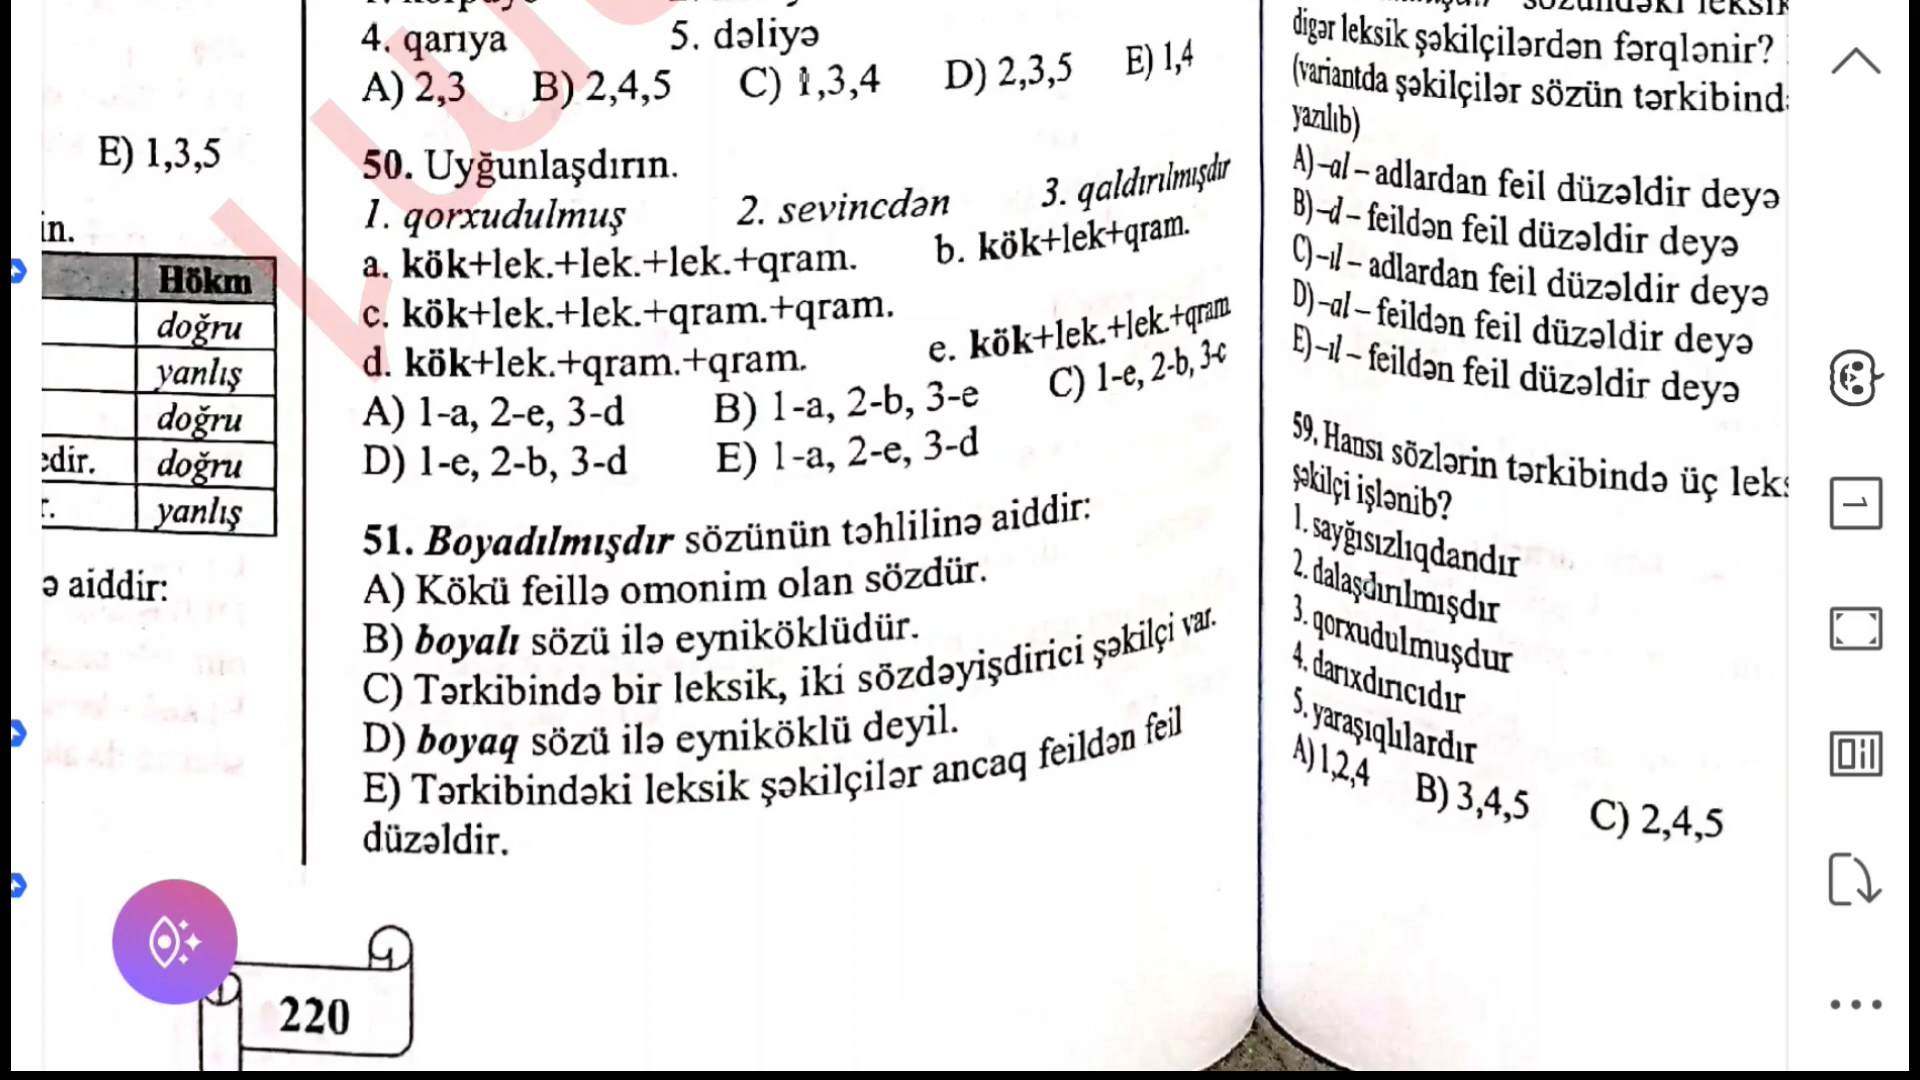 E) 1,3,5
in.
Hökm
doğru
yanlış
doğru
edir.
doğru
yanlış
ə aiddir:
4. qarıya 5. dəliyə
A) 2,3 B) 2,4,5 C) 1,3,4 D) 2,3,5 E) 1,4
50. Uyğunlaşdırın.
1. qorxudulmuş 2. sevincdən 3. qaldırılmışdır
a. kök+lek.+lek.+lek.+qram. b. kök+lek+qram.
c. kök+lek.+lek.+qram.+qram.
d. kök+lek.+qram.+qram. e. kök+lek.+lek.+qram
A) 1-a, 2-e, 3-d B) 1-a, 2-b, 3-e C) 1-e, 2-b, 3-c
D) 1-e, 2-b, 3-d E) 1-a, 2-e, 3-d
51. Boyadılmışdır sözünün təhlilinə aiddir:
A) Kökü feillə omonim olan sözdür.
B) boyalı sözü ilə eyniköklüdür.
C) Tərkibində bir leksik, iki sözdəyişdirici şəkilçi var.
D) boyaq sözü ilə eyniköklü deyil.
E) Tərkibindəki leksik şəkilçilər ancaq feildən feil
düzəldir.
220
digər leksik şəkilçilərdən fərqlənir?
(variantda şəkilçilər sözün tərkibind
yazılıb)
A) -al – adlardan feil düzəldir deyə
B) -d – feildən feil düzəldir deyə
C) -ıl – adlardan feil düzəldir deyə
D) -al – feildən feil düzəldir deyə
E) -ıl – feildən feil düzəldir deyə
59. Hansı sözlərin tərkibində üç leks
şəkilçi işlənib?
1. sayğısızlıqdandır
2. dalaşdırılmışdır
3. qorxudulmuşdur
4. darıxdırıcıdır
5. yaraşıqlılardır
A) 1,2,4 B) 3,4,5 C) 2,4,5